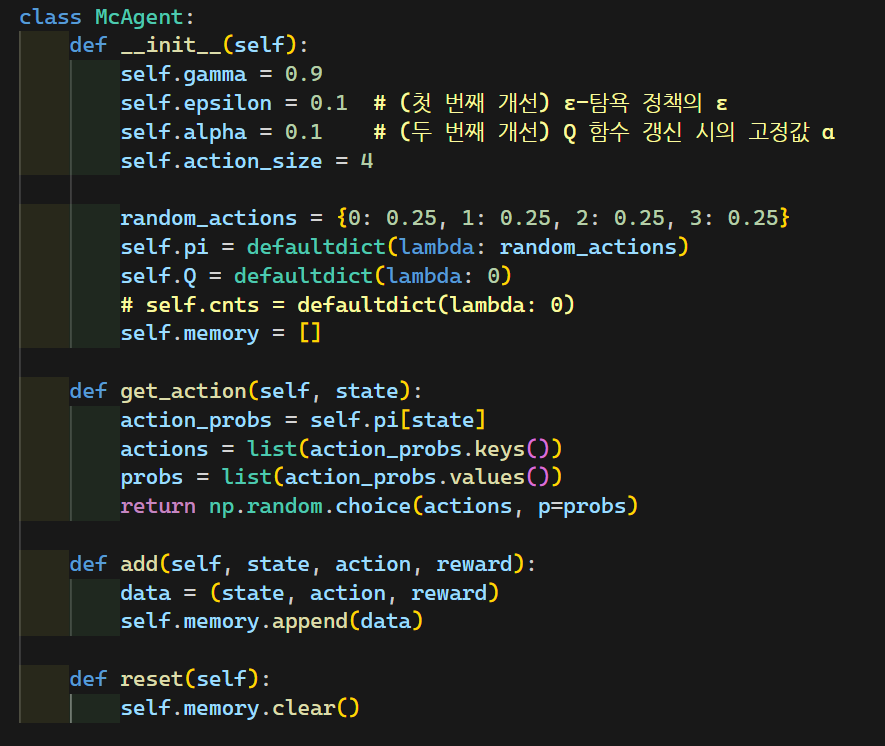 class McAgent:
    def __init__(self):
        self.gamma = 0.9
        self.epsilon = 0.1  # (첫 번째 개선) ε-탐욕 정책의 ε
        self.alpha = 0.1    # (두 번째 개선) Q 함수 갱신 시의 고정값 α
        self.action_size = 4

        random_actions = {0: 0.25, 1: 0.25, 2: 0.25, 3: 0.25}
        self.pi = defaultdict(lambda: random_actions)
        self.Q = defaultdict(lambda: 0)
        # self.cnts = defaultdict(lambda: 0)
        self.memory = []

    def get_action(self, state):
        action_probs = self.pi[state]
        actions = list(action_probs.keys())
        probs = list(action_probs.values())
        return np.random.choice(actions, p=probs)

    def add(self, state, action, reward):
        data = (state, action, reward)
        self.memory.append(data)

    def reset(self):
        self.memory.clear()